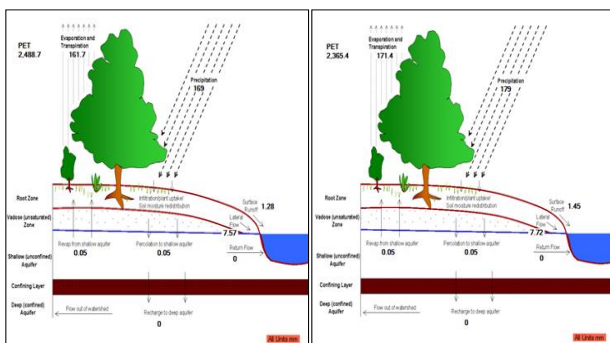 PET
2,488.7
Evaporation and
Transpiration
161.7
Precipitation
169
Root Zone
Infiltration/plant uptake/
Soil moisture redistribution
Surface
Runoff
1.28
Vadose (unsaturated)
Zone
Lateral
Flow
7.57
Revap from shallow aquifer
0.05
Percolation to shallow aquifer
0.05
Return Flow
0
Shallow (unconfined)
Aquifer
Confining Layer
Deep (confined)
Aquifer
Flow out of watershed
Recharge to deep aquifer
0
All Units mm
PET
2,365.4
Evaporation and
Transpiration
171.4
Precipitation
179
Root Zone
Infiltration/plant uptake/
Soil moisture redistribution
Surface
Runoff
1.45
Vadose (unsaturated)
Zone
Lateral
Flow
7.72
Revap from shallow aquifer
0.05
Percolation to shallow aquifer
0.05
Return Flow
0
Shallow (unconfined)
Aquifer
Confining Layer
Deep (confined)
Aquifer
Flow out of watershed
Recharge to deep aquifer
0
All Units mm